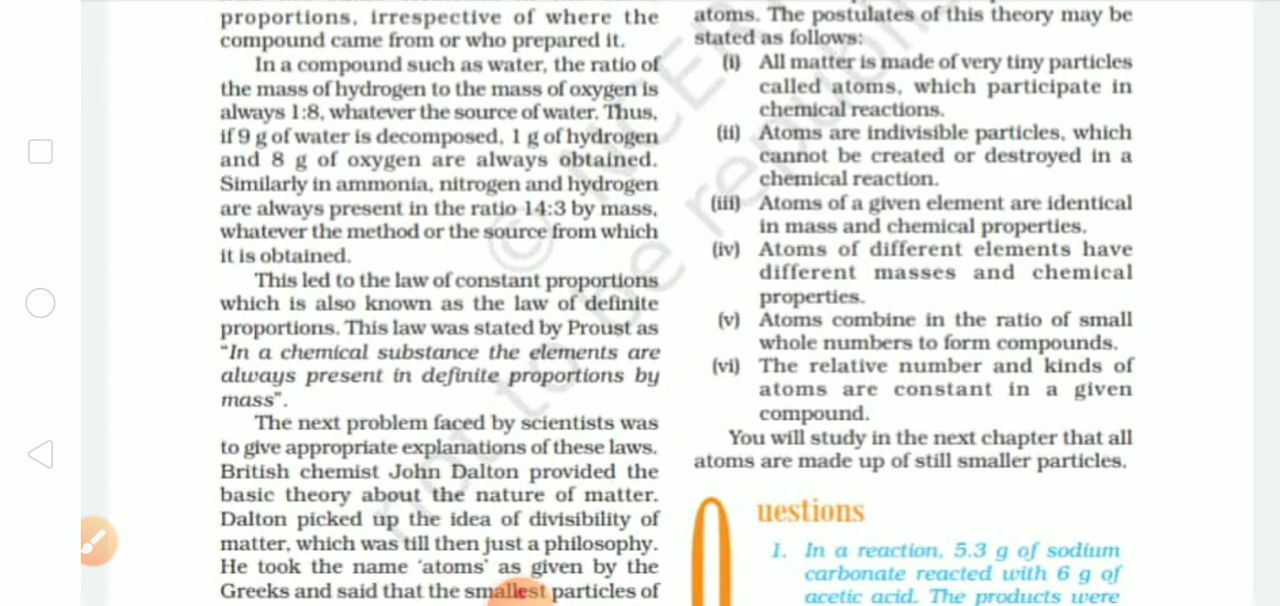 proportions, irrespective of where the
compound came from or who prepared it.
In a compound such as water, the ratio of
the mass of hydrogen to the mass of oxygen is
always 1:8, whatever the source of water. Thus,
if 9 g of water is decomposed, 1 g of hydrogen
and 8 g of oxygen are always obtained.
Similarly in ammonia, nitrogen and hydrogen
are always present in the ratio 14:3 by mass,
whatever the method or the source from which
it is obtained.
This led to the law of constant proportions
which is also known as the law of definite
proportions. This law was stated by Proust as
“In a chemical substance the elements are
always present in definite proportions by
mass”.
The next problem faced by scientists was
to give appropriate explanations of these laws.
British chemist John Dalton provided the
basic theory about the nature of matter.
Dalton picked up the idea of divisibility of
matter, which was till then just a philosophy.
He took the name ‘atoms’ as given by the
Greeks and said that the smallest particles of
atoms. The postulates of this theory may be
stated as follows:
(i) All matter is made of very tiny particles
called atoms, which participate in
chemical reactions.
(ii) Atoms are indivisible particles, which
cannot be created or destroyed in a
chemical reaction.
(iii) Atoms of a given element are identical
in mass and chemical properties.
(iv) Atoms of different elements have
different masses and chemical
properties.
(v) Atoms combine in the ratio of small
whole numbers to form compounds.
(vi) The relative number and kinds of
atoms are constant in a given
compound.
You will study in the next chapter that all
atoms are made up of still smaller particles.
uestions
1. In a reaction, 5.3 g of sodium
carbonate reacted with 6 g of
acetic acid. The products were
© NCER
not to be republi